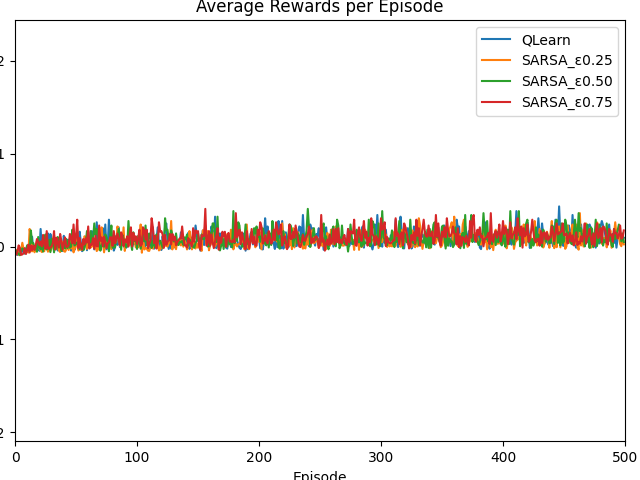 Average Rewards per Episode
QLearn
SARSA_ε0.25
SARSA_ε0.50
SARSA_ε0.75
2
1
0
1
2
0 100 200 300 400 500
Episode